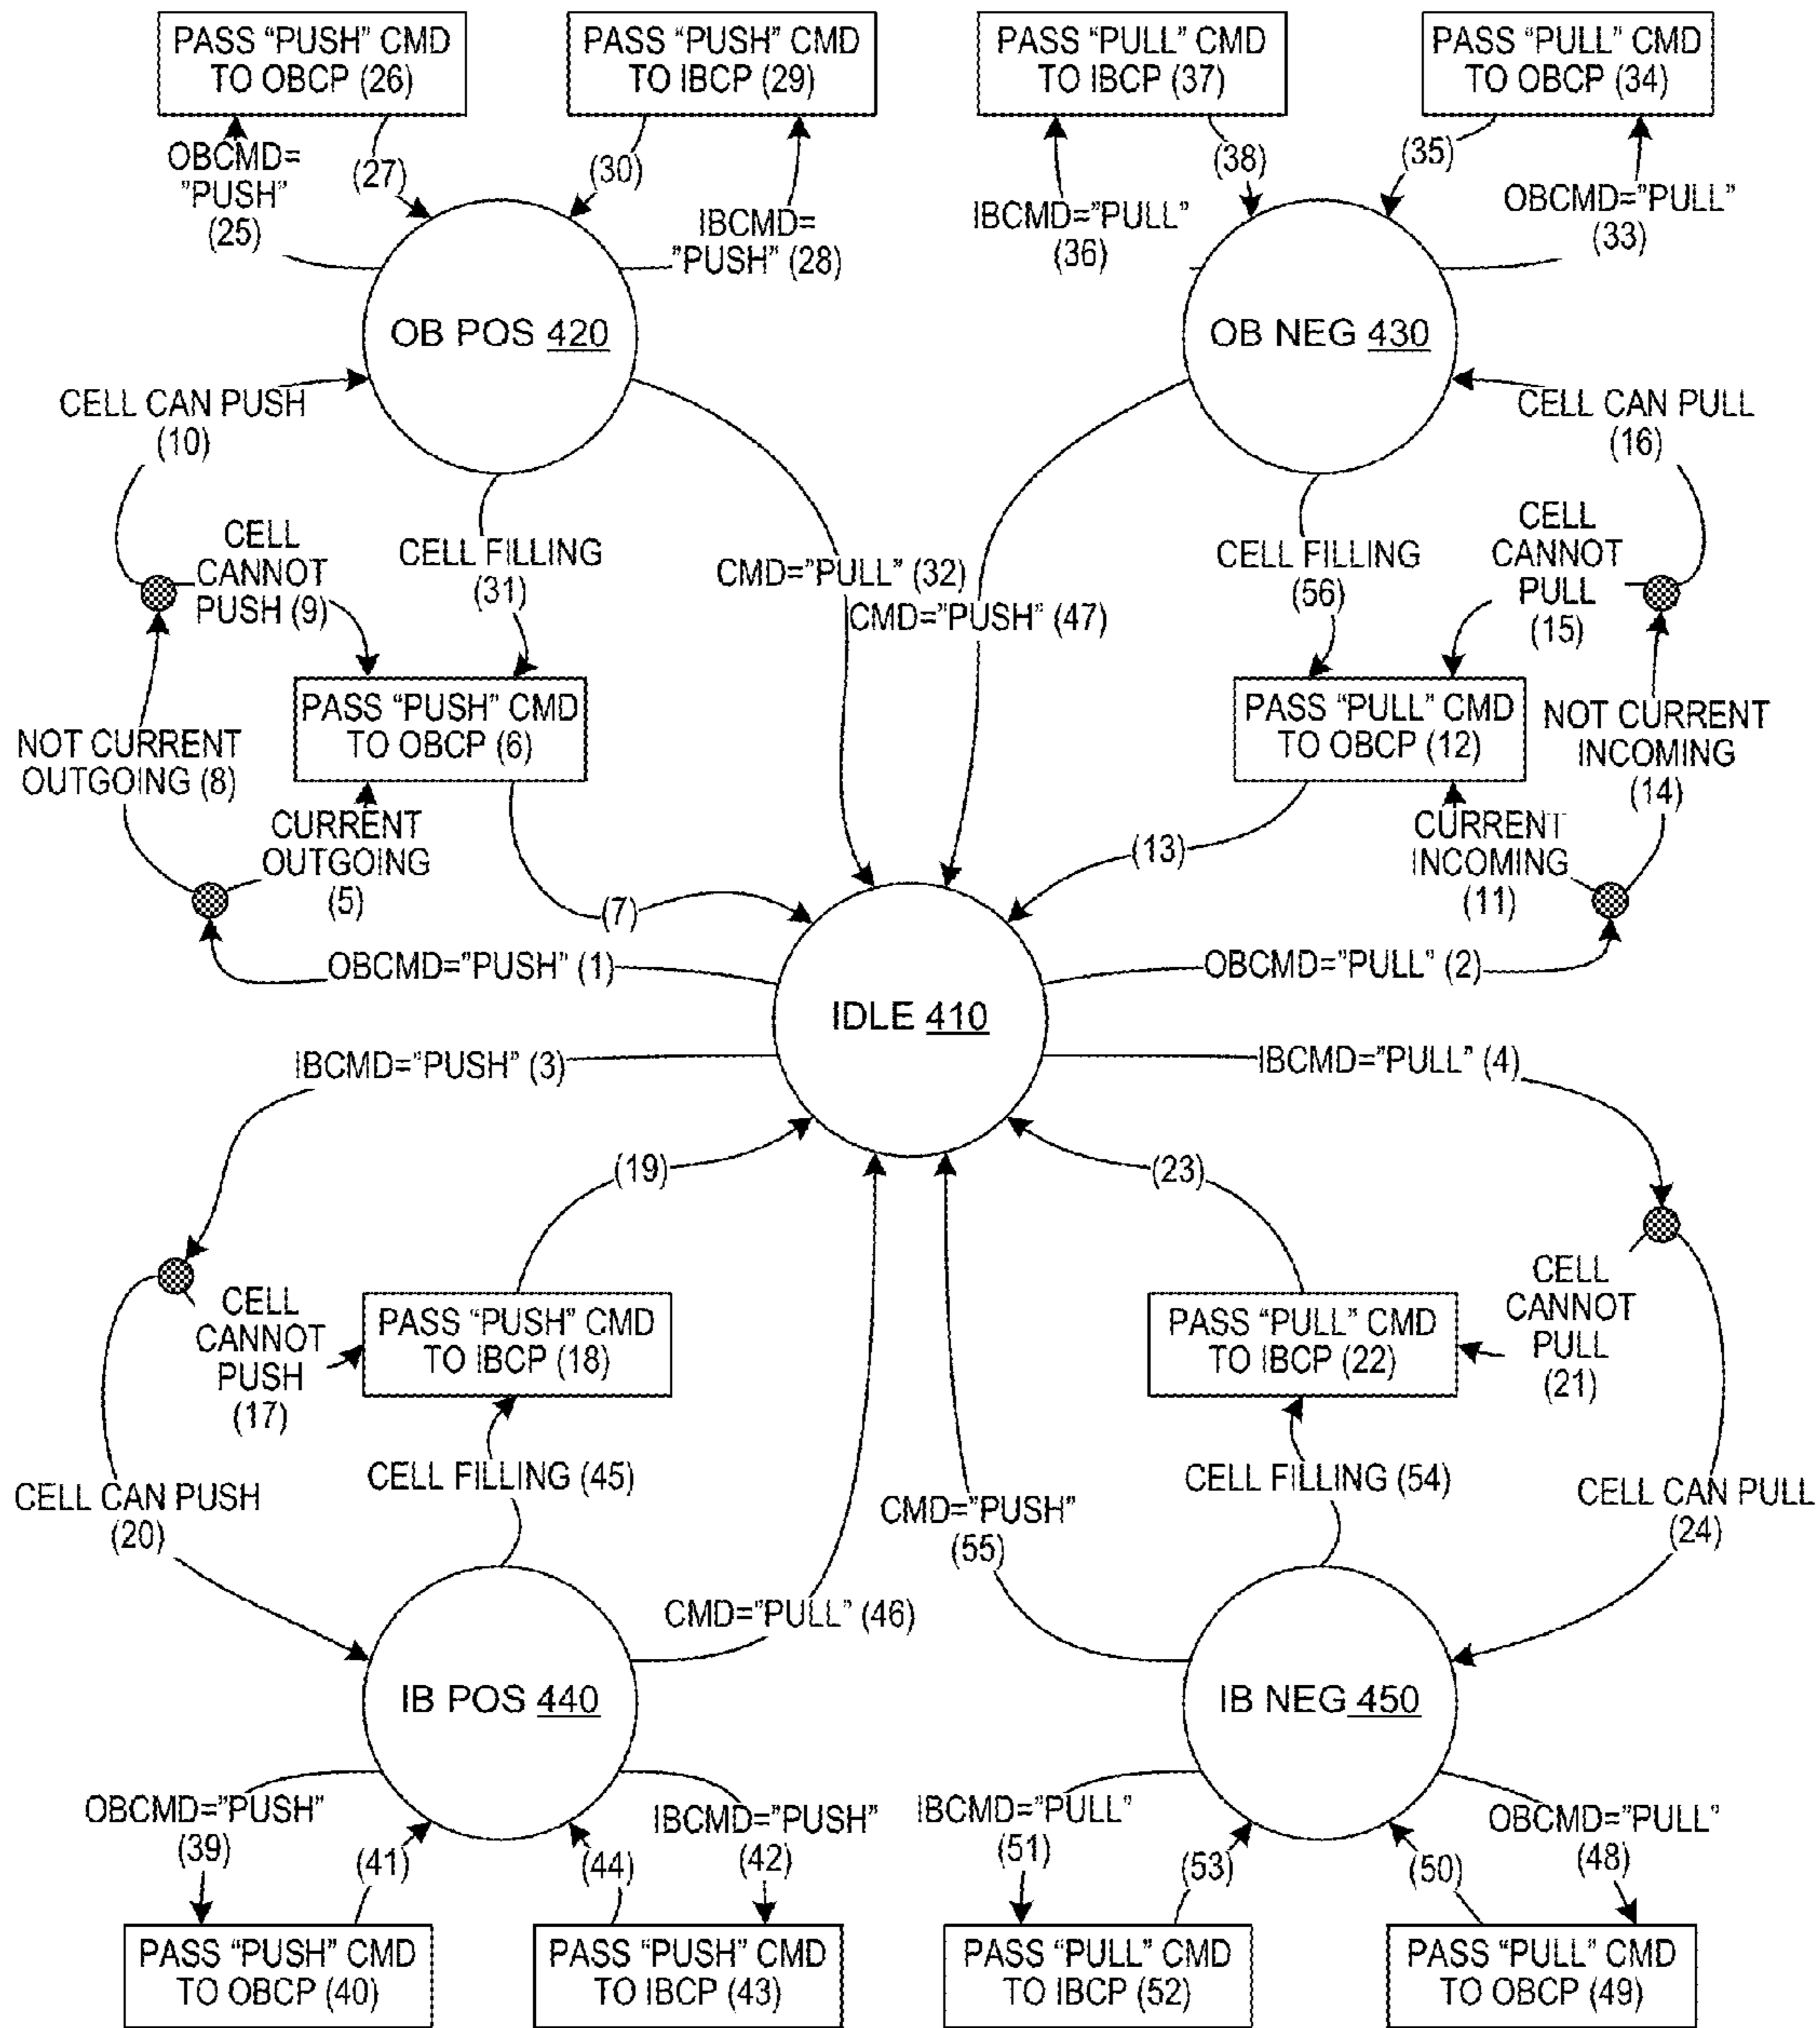 PASS “PUSH” CMD
TO OBCP (26)
PASS “PUSH” CMD
TO IBCP (29)
PASS “PULL” CMD
TO IBCP (37)
PASS “PULL” CMD
TO OBCP (34)
OBCMD=
”PUSH”
(25)
(27)
(30)
IBCMD=
”PUSH” (28)
IBCMD=”PULL”
(36)
(38)
(35)
OBCMD=”PULL”
(33)
OB POS 420
OB NEG 430
CELL CAN PUSH
(10)
CELL CAN PULL
(16)
CELL
CANNOT
PUSH (9)
CELL FILLING
(31)
CMD=”PULL” (32)
CMD=”PUSH” (47)
CELL FILLING
(56)
CELL
CANNOT
PULL
(15)
PASS “PUSH” CMD
TO OBCP (6)
PASS “PULL” CMD
TO OBCP (12)
NOT CURRENT
OUTGOING (8)
NOT CURRENT
INCOMING
(14)
CURRENT
OUTGOING
(5)
(7)
(13)
CURRENT
INCOMING
(11)
OBCMD=”PUSH” (1)
OBCMD=”PULL” (2)
IDLE 410
IBCMD=”PUSH” (3)
IBCMD=”PULL” (4)
(19)
(23)
CELL
CANNOT
PUSH
(17)
PASS “PUSH” CMD
TO IBCP (18)
PASS “PULL” CMD
TO IBCP (22)
CELL
CANNOT
PULL
(21)
CELL CAN PUSH
(20)
CELL FILLING (45)
CMD=”PUSH”
(55)
CELL FILLING (54)
CELL CAN PULL
(24)
CMD=”PULL” (46)
IB POS 440
IB NEG 450
OBCMD=”PUSH”
(39)
(41)
(44)
IBCMD=”PUSH”
(42)
IBCMD=”PULL”
(51)
(53)
(50)
OBCMD=”PULL”
(48)
PASS “PUSH” CMD
TO OBCP (40)
PASS “PUSH” CMD
TO IBCP (43)
PASS “PULL” CMD
TO IBCP (52)
PASS “PULL” CMD
TO OBCP (49)